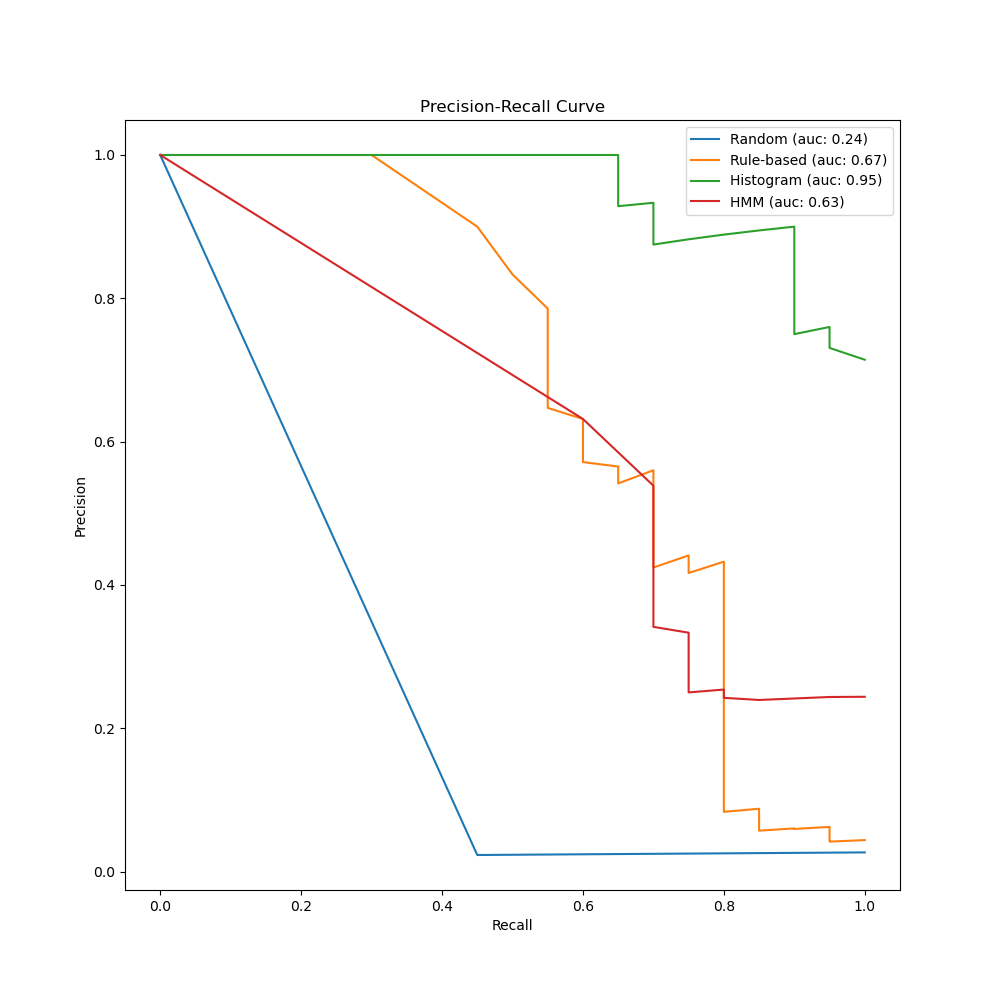 Precision-Recall Curve
Random (auc: 0.24)
Rule-based (auc: 0.67)
Histogram (auc: 0.95)
HMM (auc: 0.63)
Precision
1.0
0.8
0.6
0.4
0.2
0.0
0.0 0.2 0.4 0.6 0.8 1.0
Recall